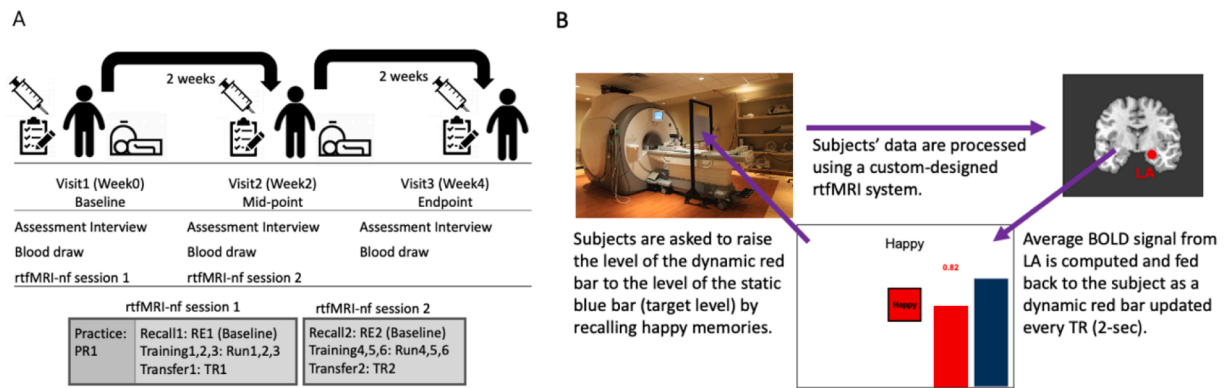 A
2 weeks
2 weeks
Visit1 (Week0)
Baseline
Visit2 (Week2)
Mid-point
Visit3 (Week4)
Endpoint
Assessment Interview
Assessment Interview
Assessment Interview
Blood draw
Blood draw
Blood draw
rtfMRI-nf session 1
rtfMRI-nf session 2
rtfMRI-nf session 1
rtfMRI-nf session 2
Practice:
PR1
Recall1: RE1 (Baseline)
Training1,2,3: Run1,2,3
Transfer1: TR1
Recall2: RE2 (Baseline)
Training4,5,6: Run4,5,6
Transfer2: TR2
B
Subjects' data are processed
using a custom-designed
rtfMRI system.
LA
Subjects are asked to raise
the level of the dynamic red
bar to the level of the static
blue bar (target level) by
recalling happy memories.
Happy
0.82
Happy
Average BOLD signal from
LA is computed and fed
back to the subject as a
dynamic red bar updated
every TR (2-sec).